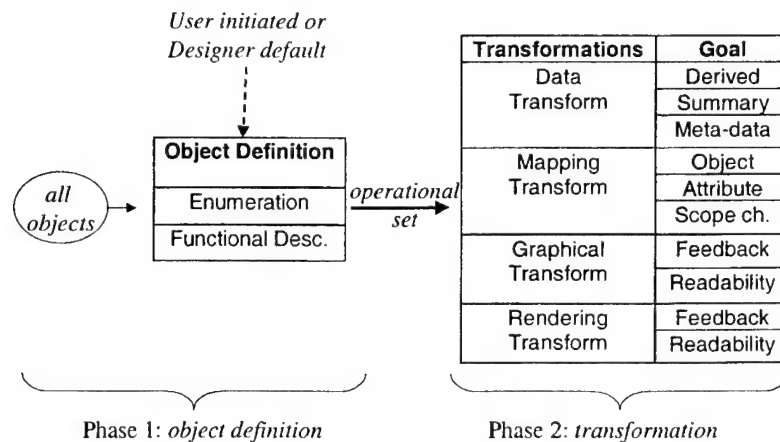 User initiated or
Designer default
all
objects
Object Definition
Enumeration
Functional Desc.
operational
set
Transformations Goal
Data
Transform
Derived
Summary
Meta-data
Mapping
Transform
Object
Attribute
Scope ch.
Graphical
Transform
Feedback
Readability
Rendering
Transform
Feedback
Readability
Phase 1: object definition
Phase 2: transformation